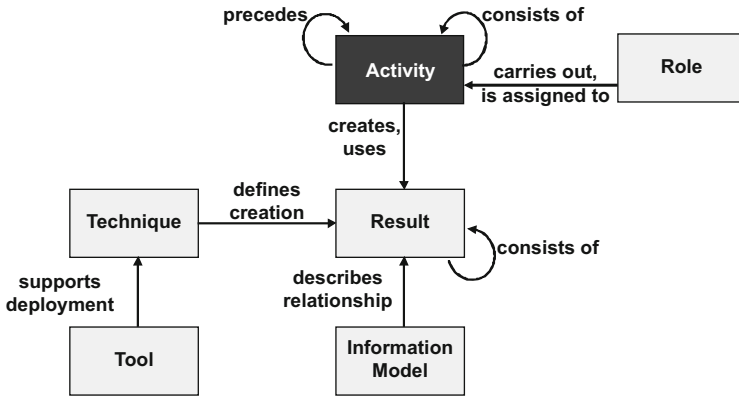 precedes
consists of
Activity
Role
carries out,
is assigned to
creates,
uses
defines
creation
Technique
Result
consists of
supports
deployment
describes
relationship
Tool
Information
Model